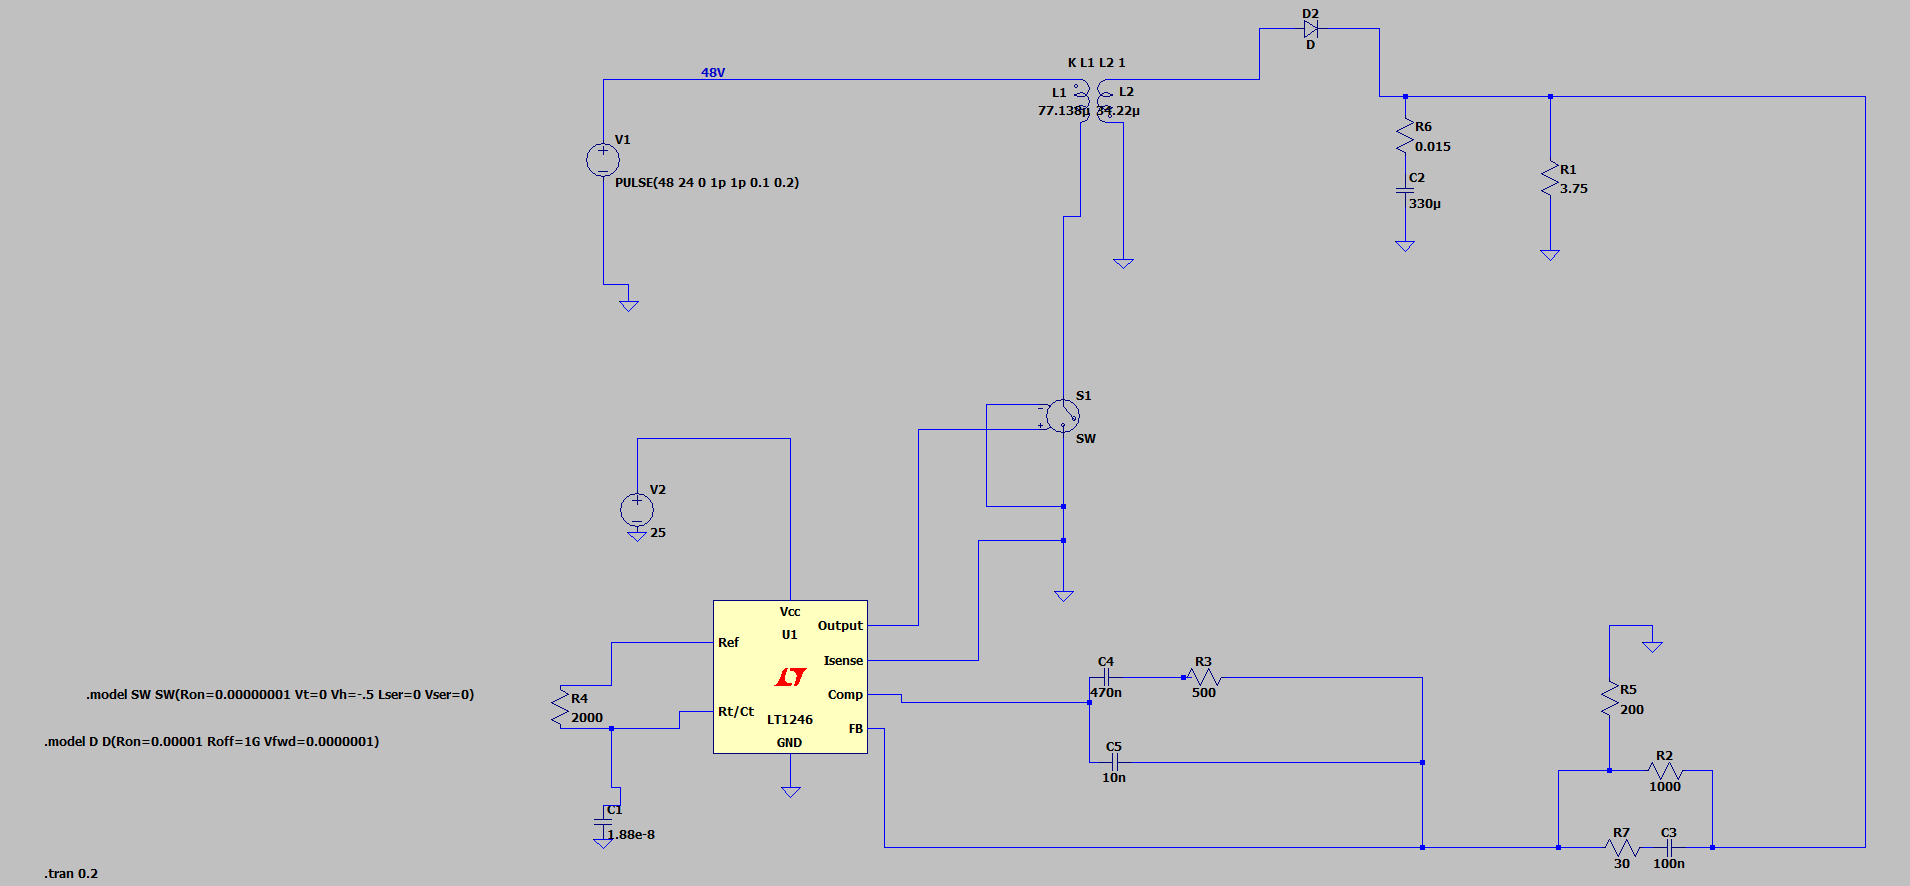 D2
D
K L1 L2 1
48V
L1
L2
77.138µ
34.22µ
V1
PULSE(48 24 0 1p 1p 0.1 0.2)
R6
0.015
C2
330µ
R1
3.75
S1
SW
V2
25
Vcc
U1
Output
Ref
Isense
Comp
Rt/Ct
LT1246
FB
GND
.model SW SW(Ron=0.00000001 Vt=0 Vh=-.5 Lser=0 Vser=0)
R4
2000
.model D D(Ron=0.00001 Roff=1G Vfwd=0.0000001)
C1
1.88e-8
.tran 0.2
C4
470n
R3
500
C5
10n
R5
200
R2
1000
R7
30
C3
100n